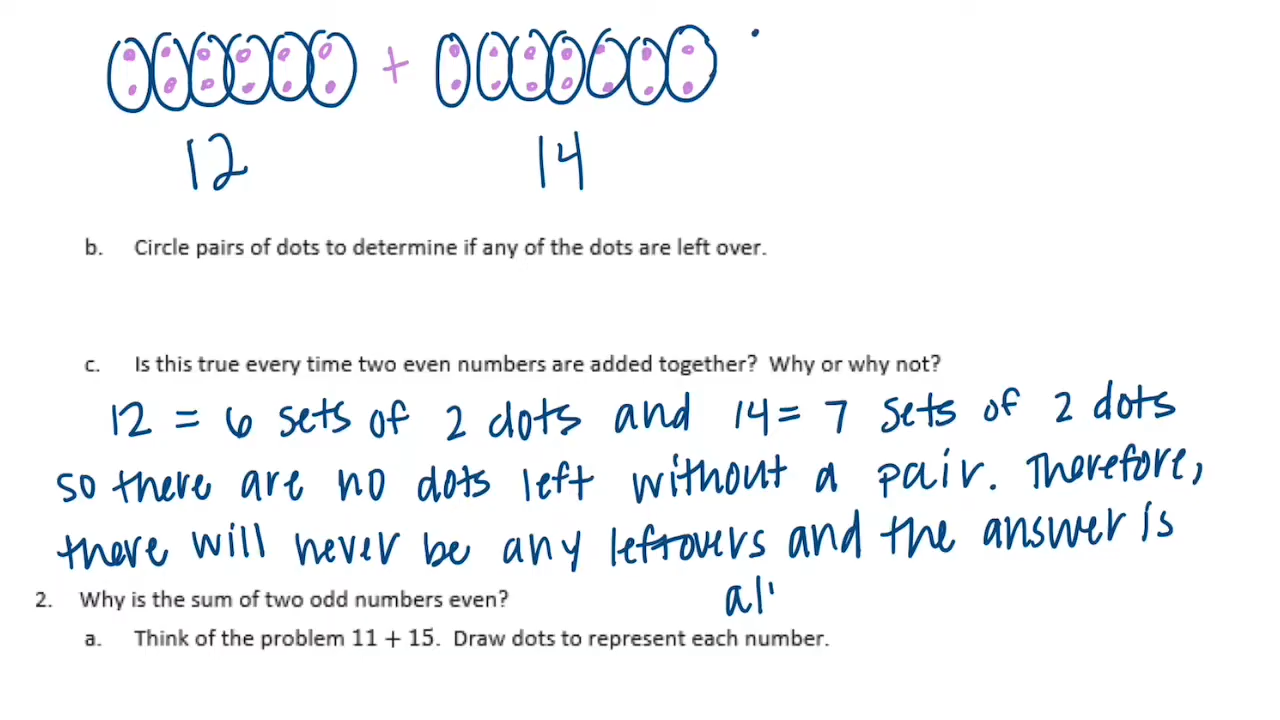 +
12 14
b. Circle pairs of dots to determine if any of the dots are left over.
c. Is this true every time two even numbers are added together? Why or why not?
12 = 6 sets of 2 dots and 14 = 7 sets of 2 dots
so there are no dots left without a pair. Therefore,
there will never be any leftovers and the answer is
al
2. Why is the sum of two odd numbers even?
a. Think of the problem 11 + 15. Draw dots to represent each number.